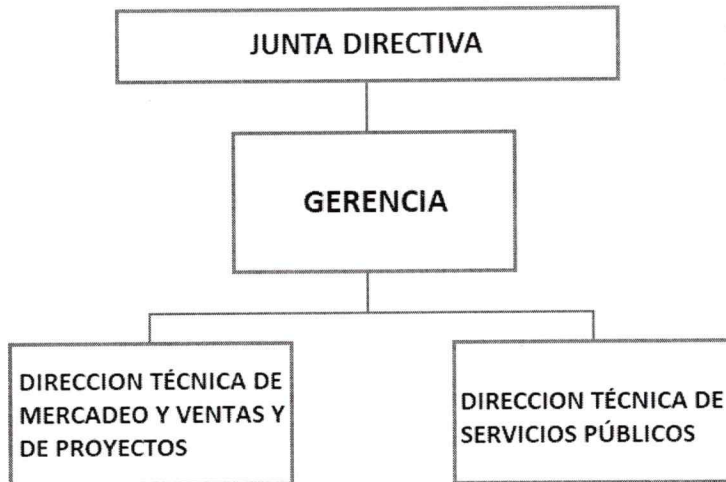 JUNTA DIRECTIVA
GERENCIA
DIRECCION TÉCNICA DE
MERCADEO Y VENTAS Y
DE PROYECTOS
DIRECCION TÉCNICA DE
SERVICIOS PÚBLICOS